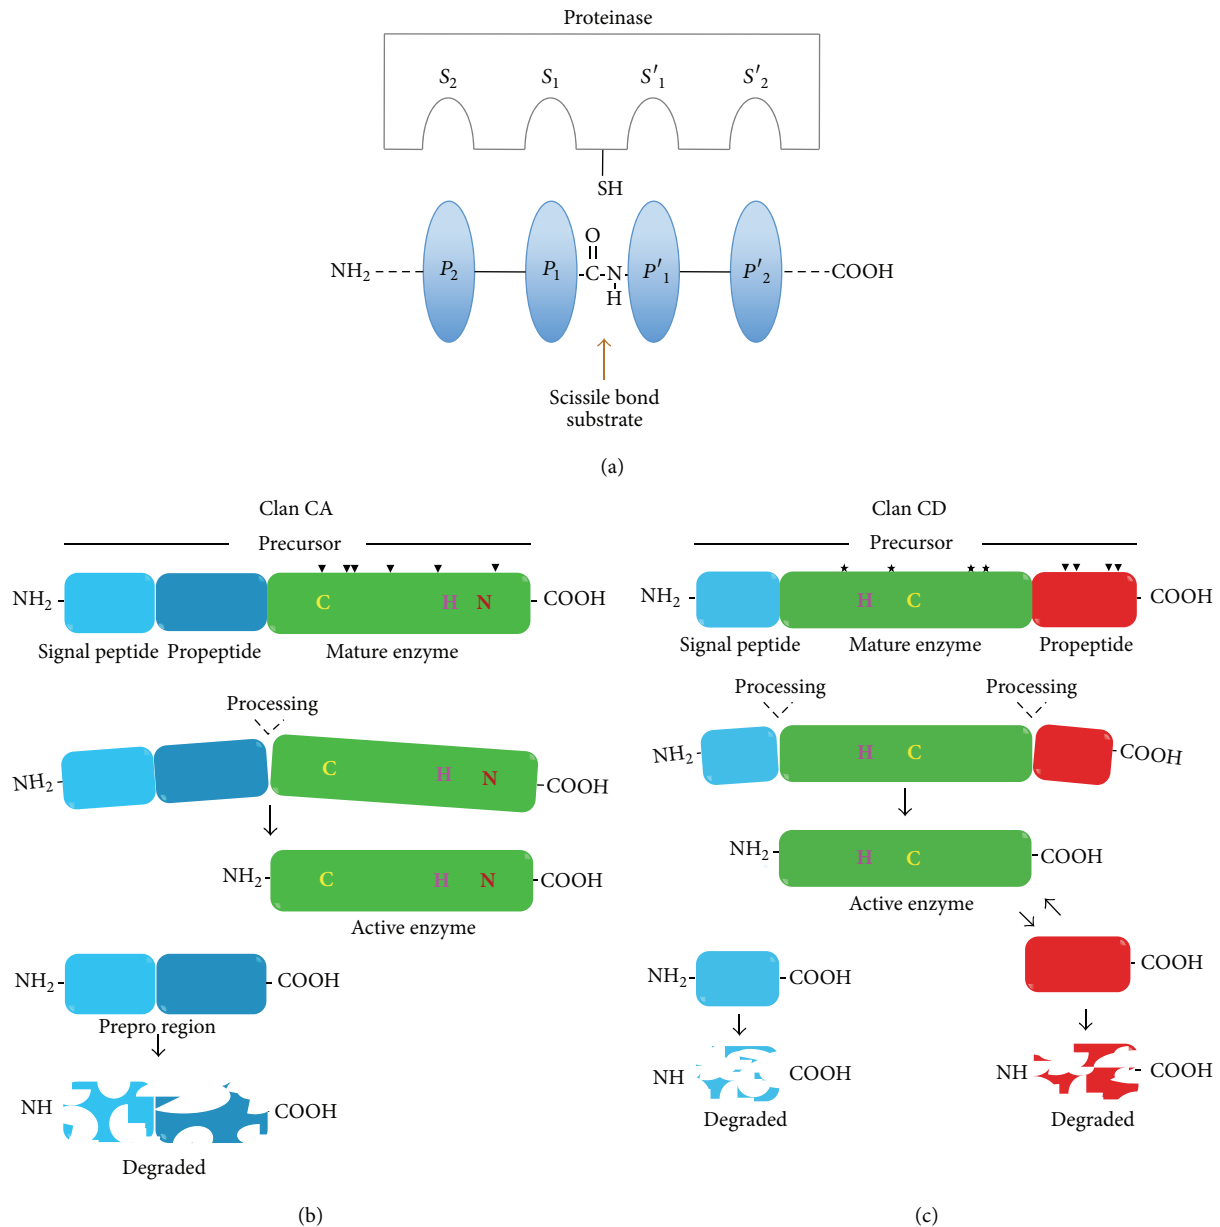 Proteinase
S2 S1 S′1 S′2
SH
O
NH2 P2 P1 C N P′1 P′2 COOH
H
Scissile bond
substrate
(a)
Clan CA
Precursor
NH2 C H N COOH
Signal peptide Propeptide Mature enzyme
Processing
NH2 C H N COOH
NH2 C H N COOH
Active enzyme
NH2 COOH
Prepro region
NH COOH
Degraded
(b)
Clan CD
Precursor
NH2 H C COOH
Signal peptide Mature enzyme Propeptide
Processing Processing
NH2 H C COOH
NH2 H C COOH
Active enzyme
NH2 COOH COOH
NH COOH NH COOH
Degraded Degraded
(c)